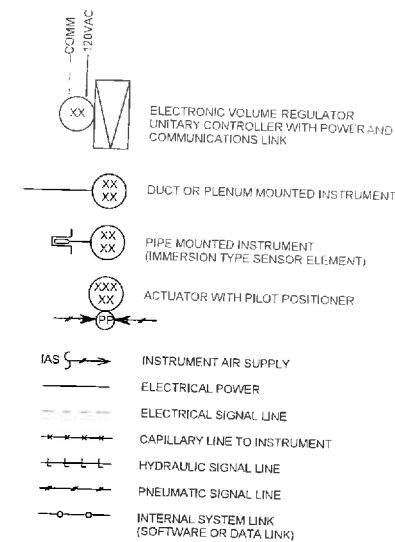 COMM
120VAC
XX
ELECTRONIC VOLUME REGULATOR
UNITARY CONTROLLER WITH POWER AND
COMMUNICATIONS LINK
XX
XX
DUCT OR PLENUM MOUNTED INSTRUMENT
XX
XX
PIPE MOUNTED INSTRUMENT
(IMMERSION TYPE SENSOR ELEMENT)
XXX
XX
ACTUATOR WITH PILOT POSITIONER
PP
IAS
INSTRUMENT AIR SUPPLY
ELECTRICAL POWER
ELECTRICAL SIGNAL LINE
CAPILLARY LINE TO INSTRUMENT
HYDRAULIC SIGNAL LINE
PNEUMATIC SIGNAL LINE
INTERNAL SYSTEM LINK
(SOFTWARE OR DATA LINK)